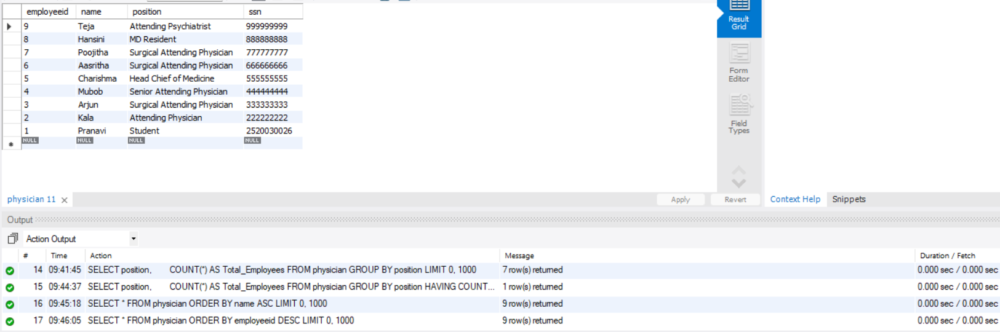 employeeid name position ssn
9 Teja Attending Psychiatrist 999999999
8 Hansini MD Resident 888888888
7 Poojitha Surgical Attending Physician 777777777
6 Aasritha Surgical Attending Physician 666666666
5 Charishma Head Chief of Medicine 555555555
4 Mubob Senior Attending Physician 444444444
3 Arjun Surgical Attending Physician 333333333
2 Kala Attending Physician 222222222
1 Pranavi Student 2520030026
NULL NULL NULL NULL
Result
Grid
Form
Editor
Field
Types
physician 11
Apply Revert
Context Help Snippets
Output
Action Output
# Time Action Message Duration / Fetch
14 09:41:45 SELECT position, COUNT(*) AS Total_Employees FROM physician GROUP BY position LIMIT 0, 1000 7 row(s) returned 0.000 sec / 0.000 sec
15 09:44:37 SELECT position, COUNT(*) AS Total_Employees FROM physician GROUP BY position HAVING COUNT... 1 row(s) returned 0.000 sec / 0.000 sec
16 09:45:18 SELECT * FROM physician ORDER BY name ASC LIMIT 0, 1000 9 row(s) returned 0.000 sec / 0.000 sec
17 09:46:05 SELECT * FROM physician ORDER BY employeeid DESC LIMIT 0, 1000 9 row(s) returned 0.000 sec / 0.000 sec